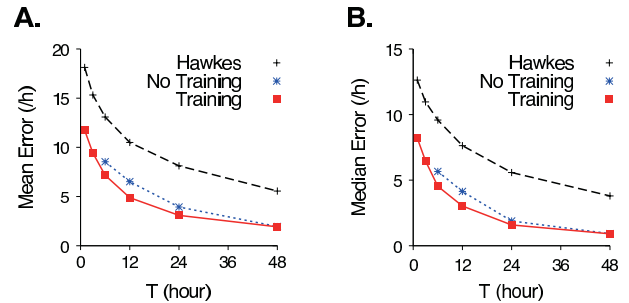 A.
20
15
10
5
0
Mean Error (/h)
Hawkes
No Training
Training
0 12 24 36 48
T (hour)
B.
15
10
5
0
Median Error (/h)
Hawkes
No Training
Training
0 12 24 36 48
T (hour)